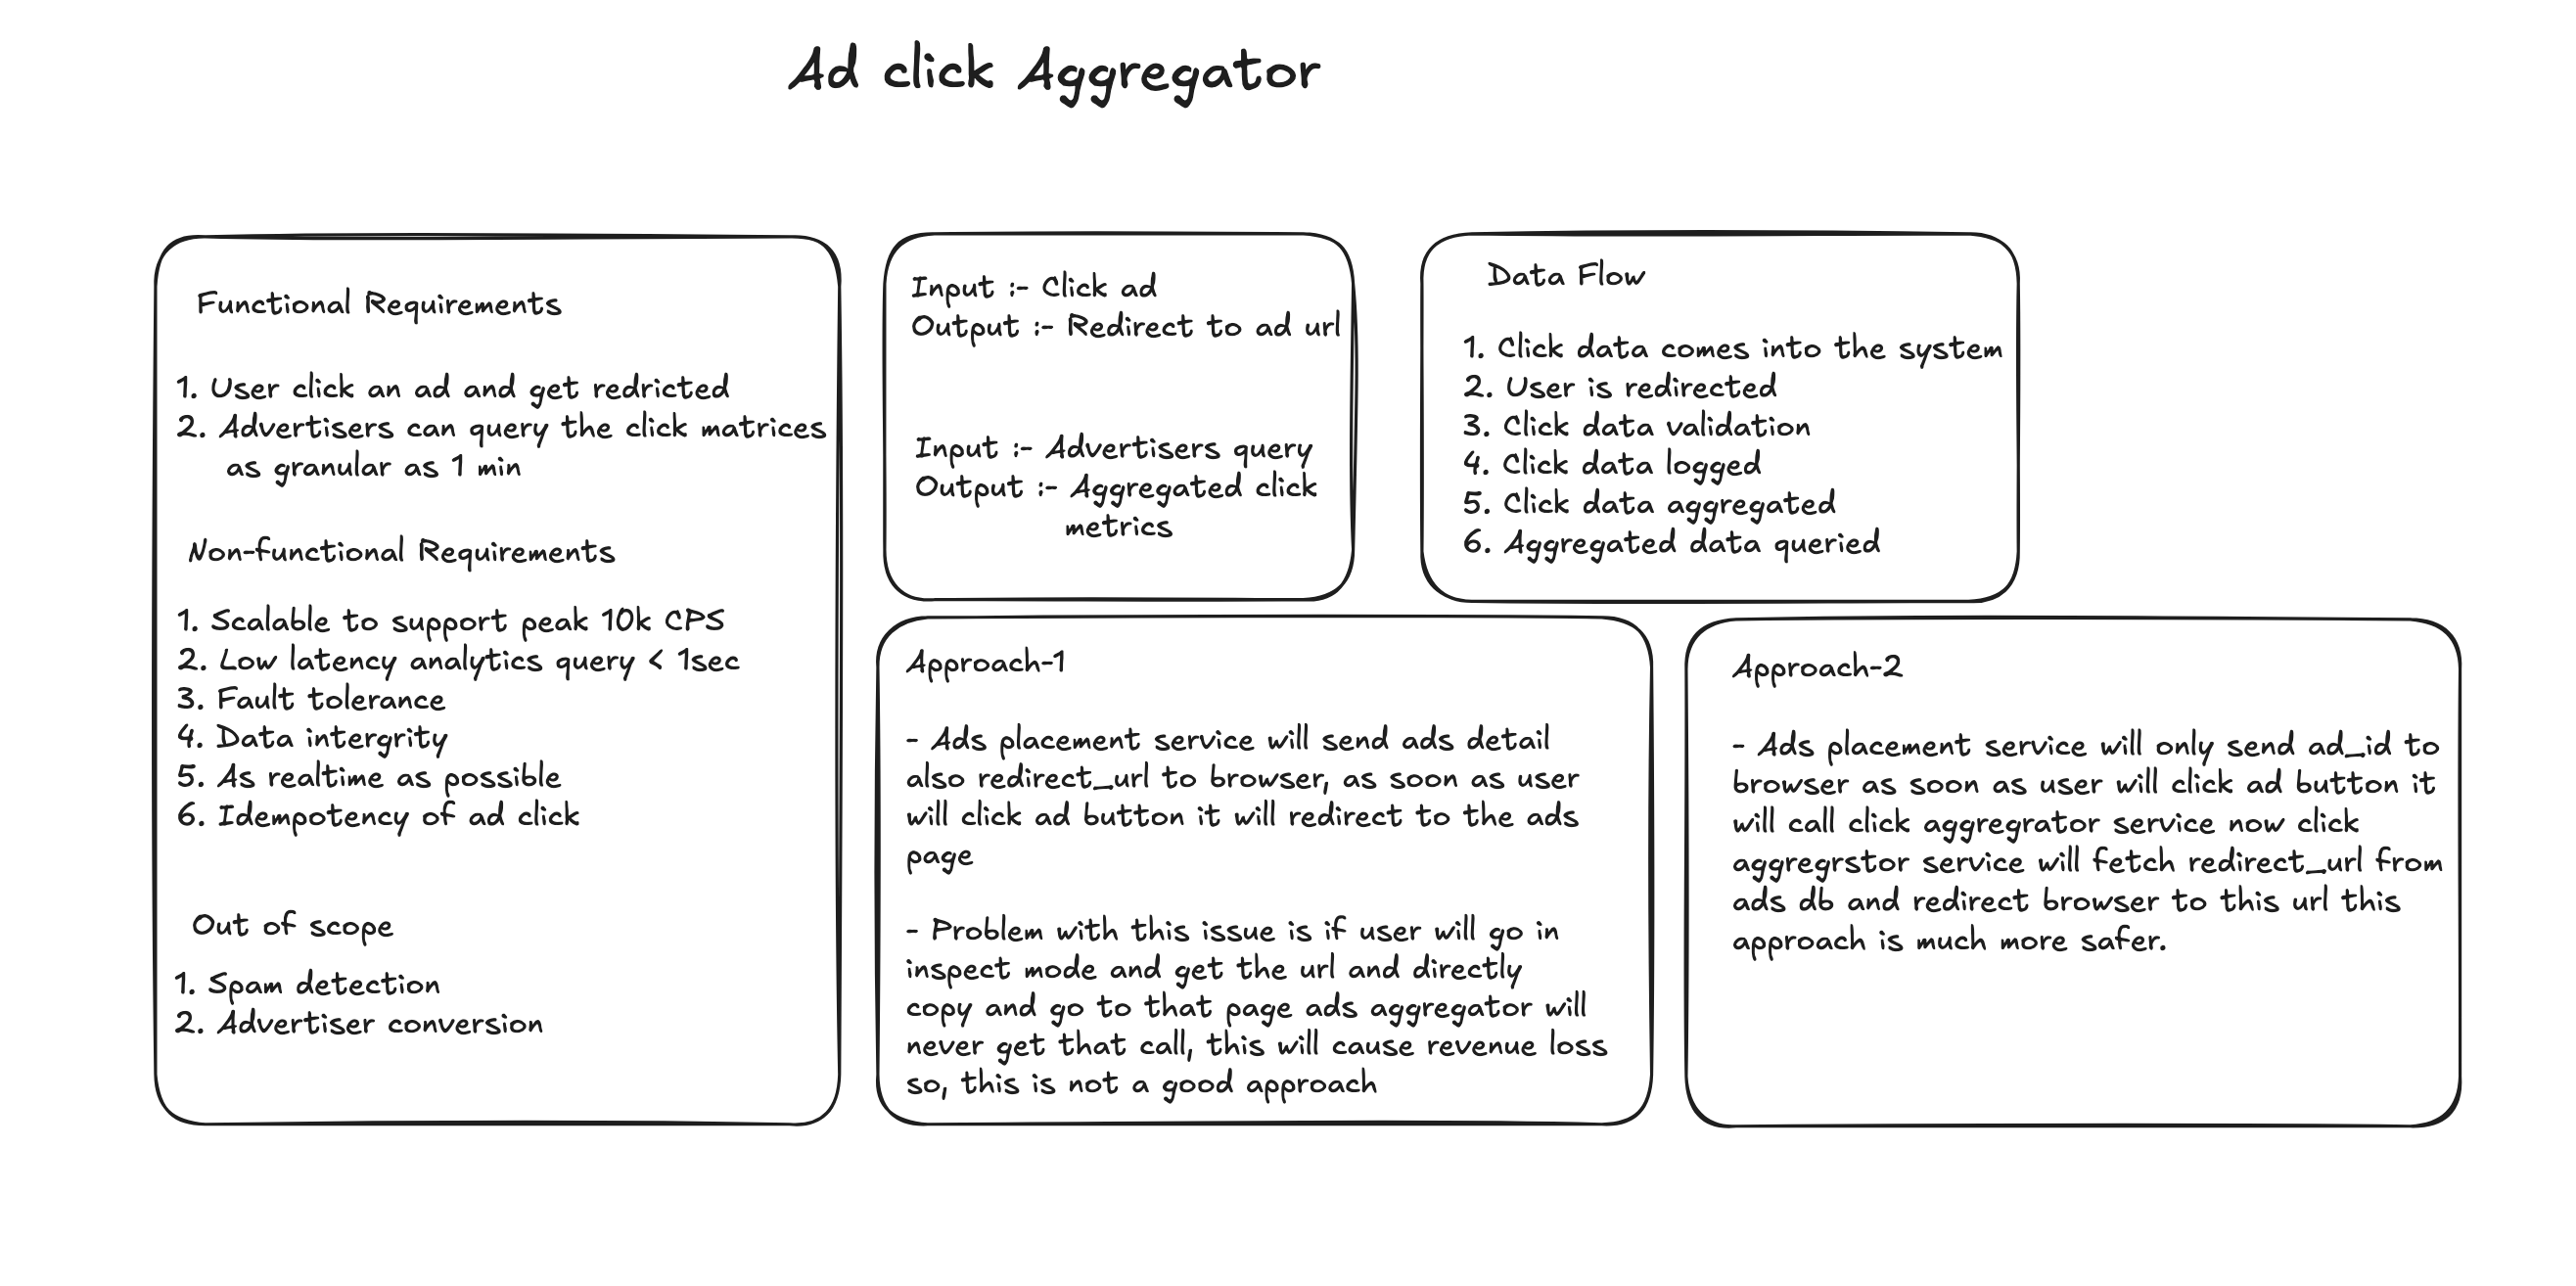 Ad click Aggregator
Functional Requirements
1. User click an ad and get redricted
2. Advertisers can query the click matrices
as granular as 1 min
Non-functional Requirements
1. Scalable to support peak 10k CPS
2. Low latency analytics query < 1sec
3. Fault tolerance
4. Data intergrity
5. As realtime as possible
6. Idempotency of ad click
Out of scope
1. Spam detection
2. Advertiser conversion
Input :- Click ad
Output :- Redirect to ad url
Input :- Advertisers query
Output :- Aggregated click
metrics
Data Flow
1. Click data comes into the system
2. User is redirected
3. Click data validation
4. Click data logged
5. Click data aggregated
6. Aggregated data queried
Approach-1
- Ads placement service will send ads detail
also redirect_url to browser, as soon as user
will click ad button it will redirect to the ads
page
- Problem with this issue is if user will go in
inspect mode and get the url and directly
copy and go to that page ads aggregator will
never get that call, this will cause revenue loss
so, this is not a good approach
Approach-2
- Ads placement service will only send ad_id to
browser as soon as user will click ad button it
will call click aggregrator service now click
aggregrstor service will fetch redirect_url from
ads db and redirect browser to this url this
approach is much more safer.